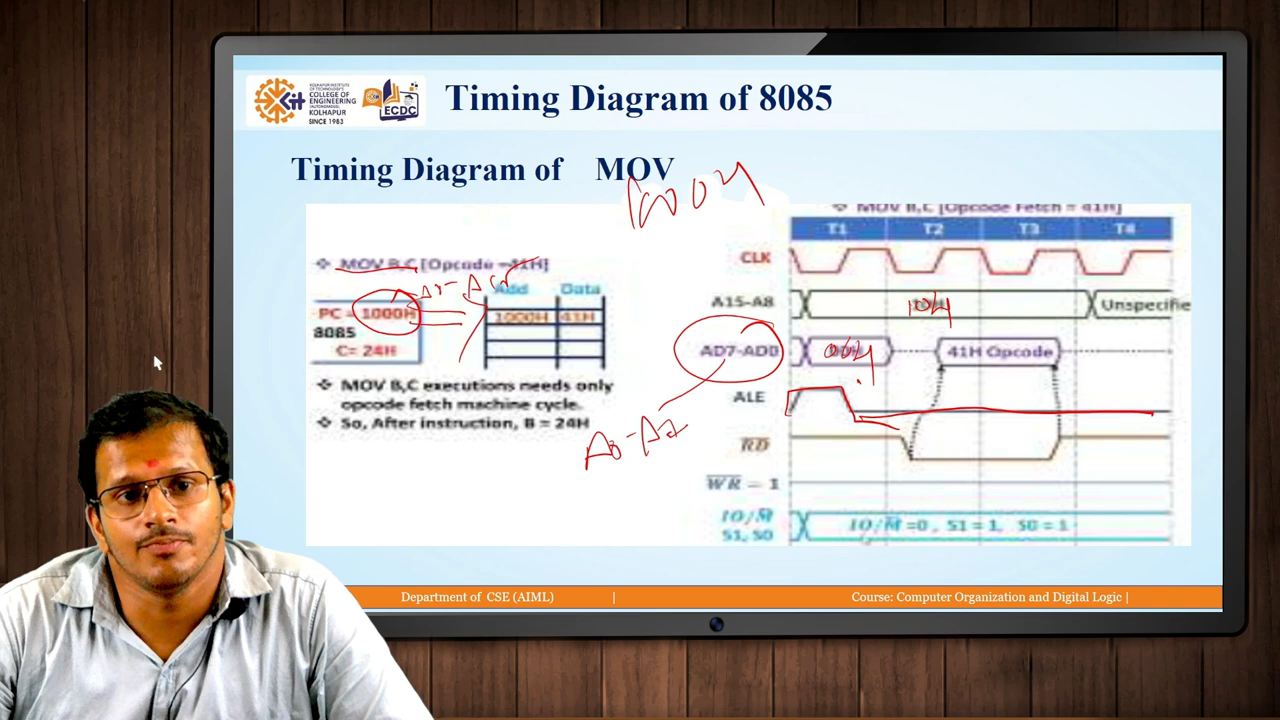 KIT
KOLHAPUR INSTITUTE
OF TECHNOLOGY'S
COLLEGE OF
ENGINEERING
(AUTONOMOUS),
KOLHAPUR
SINCE 1983
ECDC
Timing Diagram of 8085
Timing Diagram of MOV
❖ MOV B,C [Opcode =41H]
PC = 1000H
8085
C= 24H
Add Data
1000H 41H
❖ MOV B,C executions needs only
opcode fetch machine cycle.
❖ So, After instruction, B = 24H
A0-A7
❖ MOV B,C [Opcode Fetch = 41H]
T1 T2 T3 T4
CLK
A15-A8 10H Unspecifie
AD7-AD0 00H 41H Opcode
ALE
RD
WR = 1
IO/M
S1, S0
IO/M =0 , S1 = 1, S0 = 1
Department of CSE (AIML) |
Course: Computer Organization and Digital Logic |